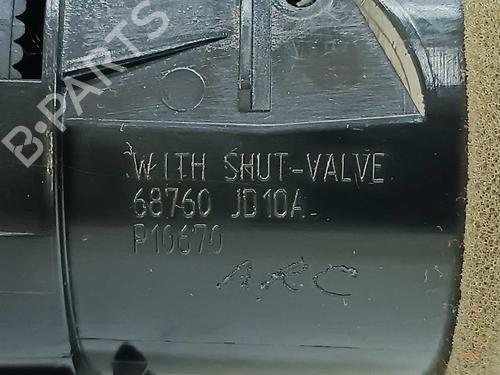 B-PARTS
WITH SHUT-VALVE
68760 JD10A
P10670
ARC